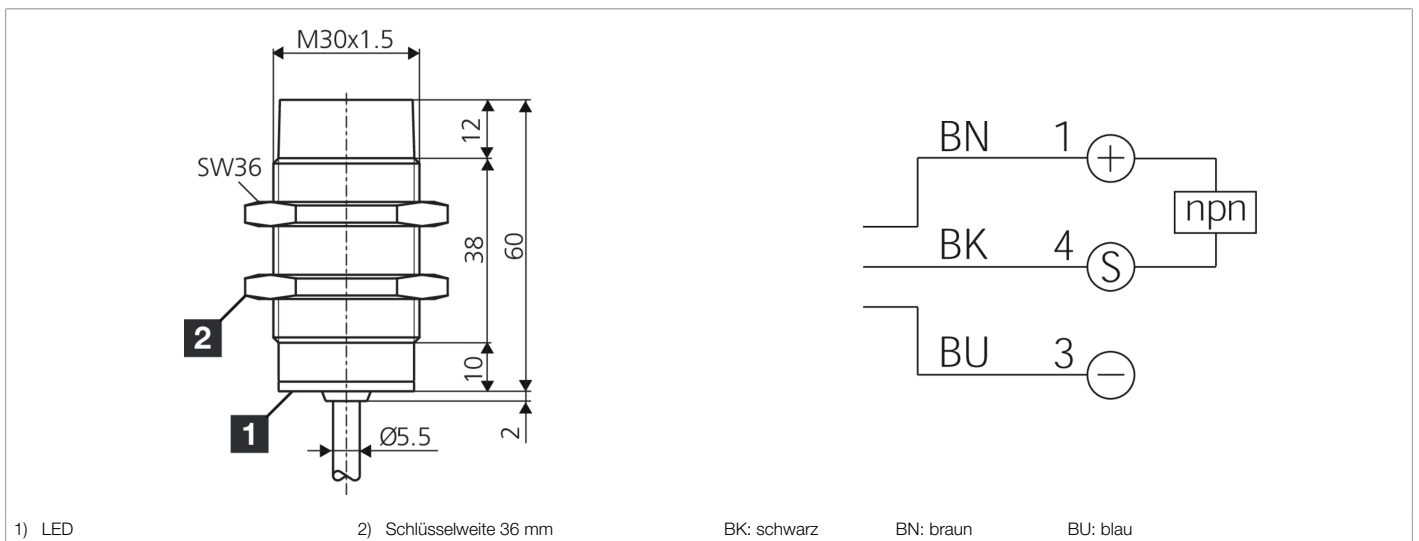 M30x1.5
12
SW36
38
60
2
10
1
2
Ø5.5
BN 1
+
npn
BK 4
S
BU 3
−
1) LED 2) Schlüsselweite 36 mm BK: schwarz BN: braun BU: blau